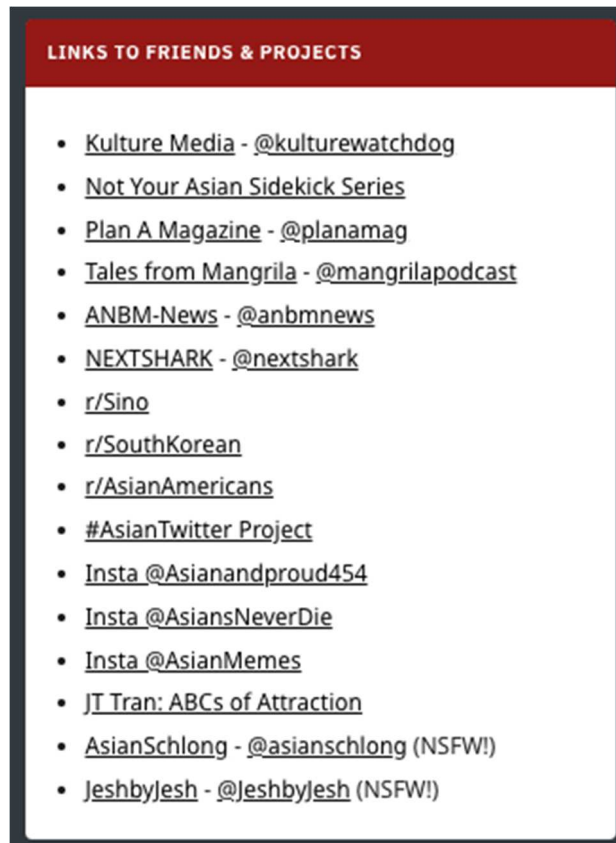 LINKS TO FRIENDS & PROJECTS
• Kulture Media - @kulturewatchdog
• Not Your Asian Sidekick Series
• Plan A Magazine - @planamag
• Tales from Mangrila - @mangrilapodcast
• ANBM-News - @anbmnews
• NEXTSHARK - @nextshark
• r/Sino
• r/SouthKorean
• r/AsianAmericans
• #AsianTwitter Project
• Insta @Asianandproud454
• Insta @AsiansNeverDie
• Insta @AsianMemes
• JT Tran: ABCs of Attraction
• AsianSchlong - @asianschlong (NSFW!)
• JeshbyJesh - @JeshbyJesh (NSFW!)